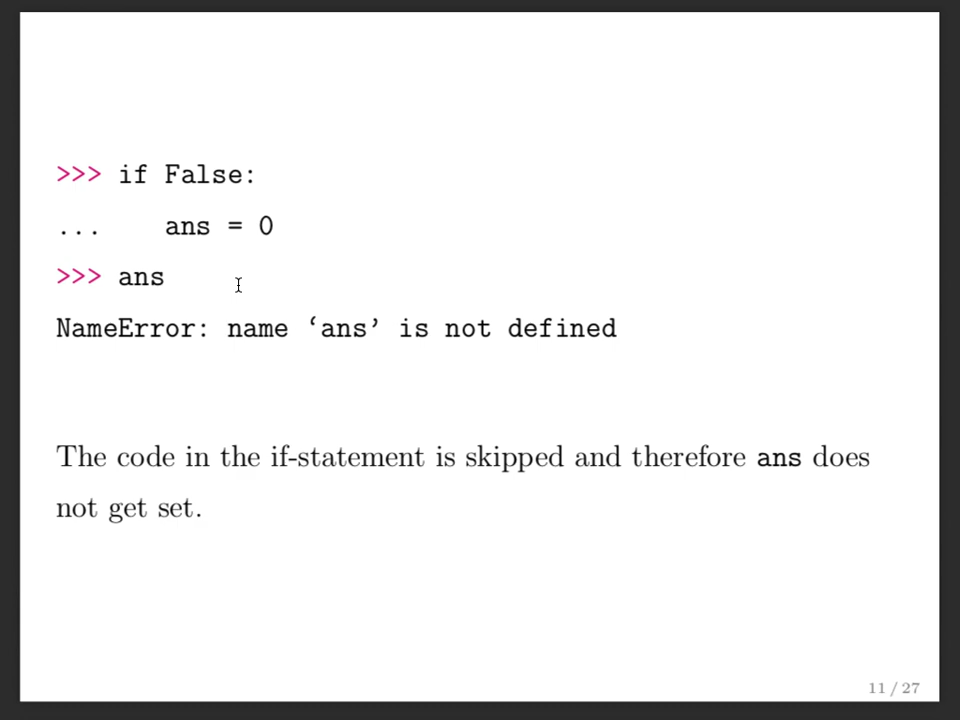 >>> if False:
...    ans = 0
>>> ans
NameError: name ‘ans’ is not defined
The code in the if-statement is skipped and therefore ans does
not get set.
11 / 27